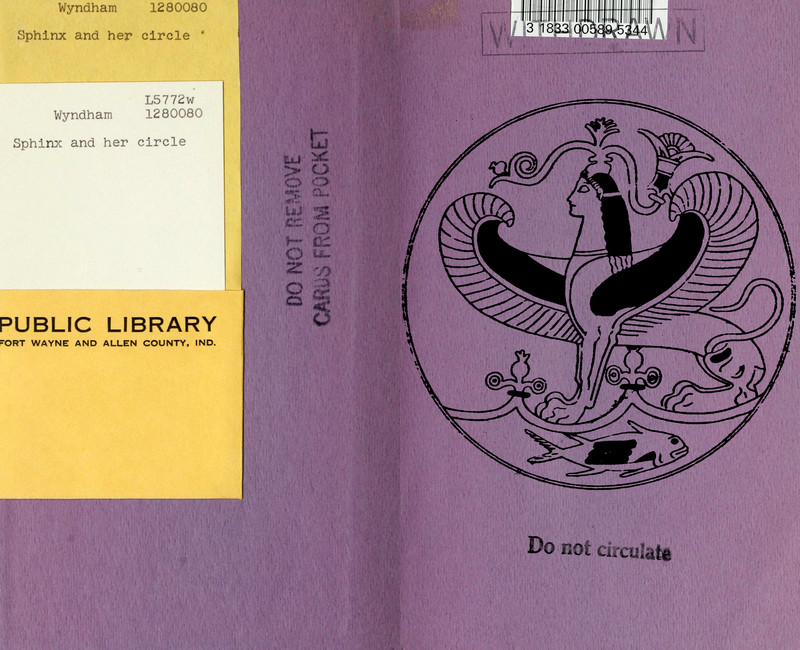 Wyndham 1280080
Sphinx and her circle
L5772w
Wyndham 1280080
Sphinx and her circle
PUBLIC LIBRARY
FORT WAYNE AND ALLEN COUNTY, IND.
DO NOT REMOVE
CARDS FROM POCKET
3 1833 00589 5344
WITHDRAWN
Do not circulate